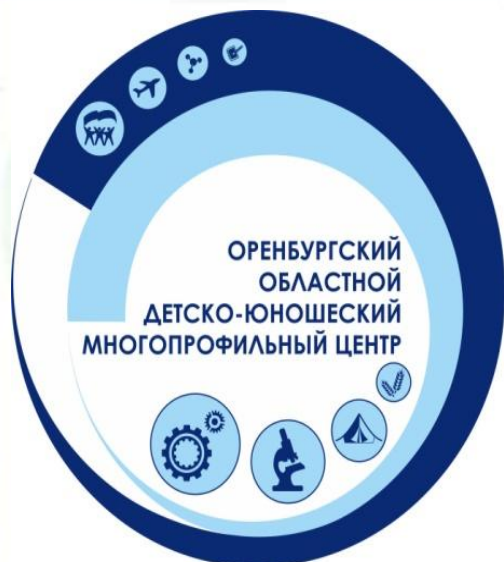 ОРЕНБУРГСКИЙ
ОБЛАСТНОЙ
ДЕТСКО-ЮНОШЕСКИЙ
МНОГОПРОФИЛЬНЫЙ ЦЕНТР